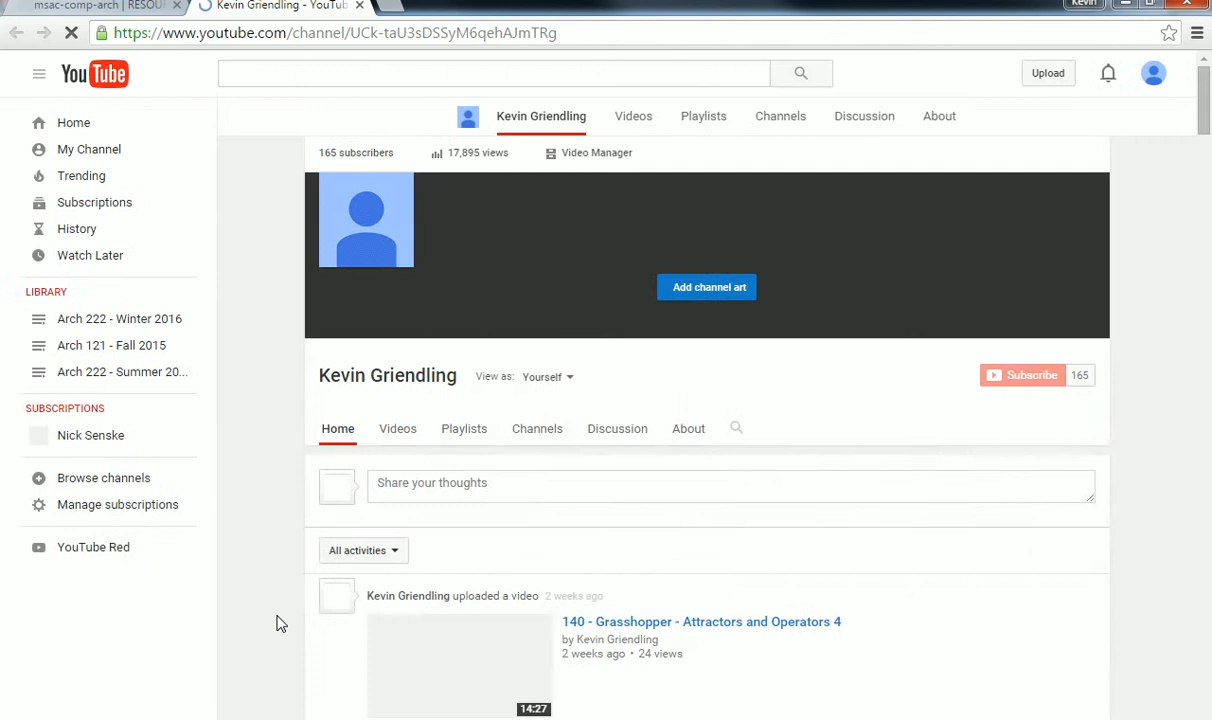 msac-comp-arch | RESOU
Kevin Griendling - YouTub
Kevin
https://www.youtube.com/channel/UCk-taU3sDSSyM6qehAJmTRg
YouTube
Upload
Kevin Griendling Videos Playlists Channels Discussion About
165 subscribers 17,895 views Video Manager
Home
My Channel
Trending
Subscriptions
History
Watch Later
LIBRARY
Arch 222 - Winter 2016
Arch 121 - Fall 2015
Arch 222 - Summer 20...
SUBSCRIPTIONS
Nick Senske
Browse channels
Manage subscriptions
YouTube Red
Add channel art
Kevin Griendling View as: Yourself
Subscribe 165
Home Videos Playlists Channels Discussion About
Share your thoughts
All activities
Kevin Griendling uploaded a video 2 weeks ago
140 - Grasshopper - Attractors and Operators 4
by Kevin Griendling
2 weeks ago • 24 views
14:27